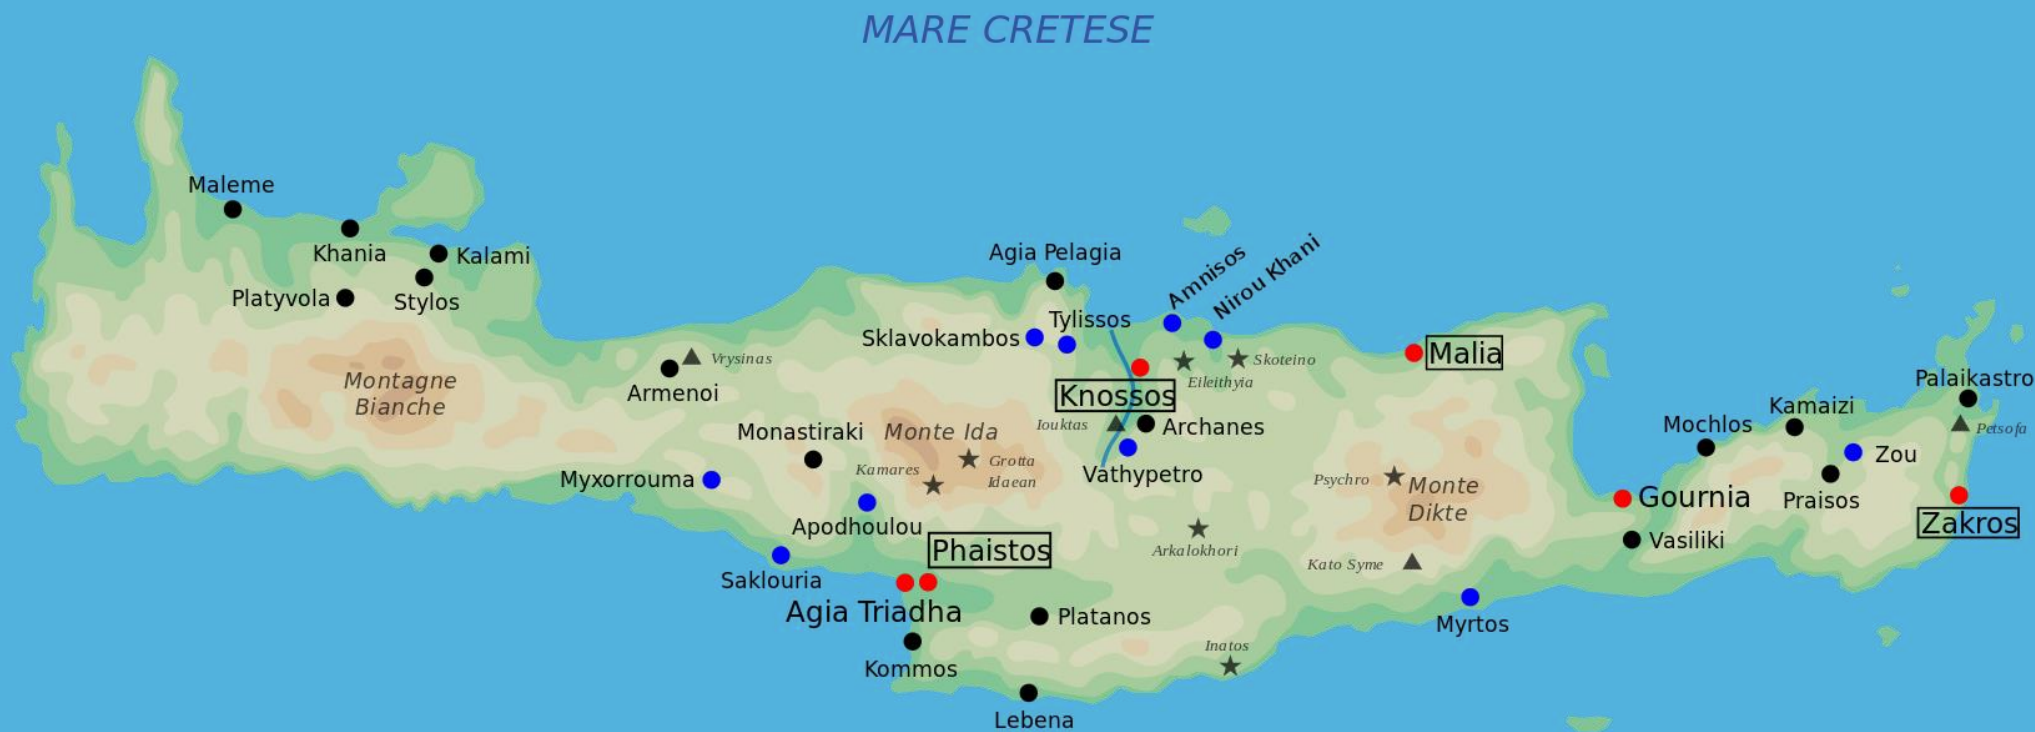 MARE CRETESE
Maleme
Khania
Kalami
Platyvola
Stylos
Montagne
Bianche
Vrysinas
Armenoi
Agia Pelagia
Amnisos
Nirou Khani
Tylissos
Sklavokambos
Skoteino
Eileithyia
Malia
Knossos
Iouktas
Archanes
Vathypetro
Monastiraki
Monte Ida
Grotta
Idaean
Kamares
Myxorrouma
Apodhoulou
Phaistos
Saklouria
Agia Triadha
Kommos
Platanos
Lebena
Arkalokhori
Inatos
Psychro
Monte
Dikte
Kato Syme
Myrtos
Palaikastro
Kamaizi
Mochlos
Petsofa
Zou
Praisos
Gournia
Zakros
Vasiliki